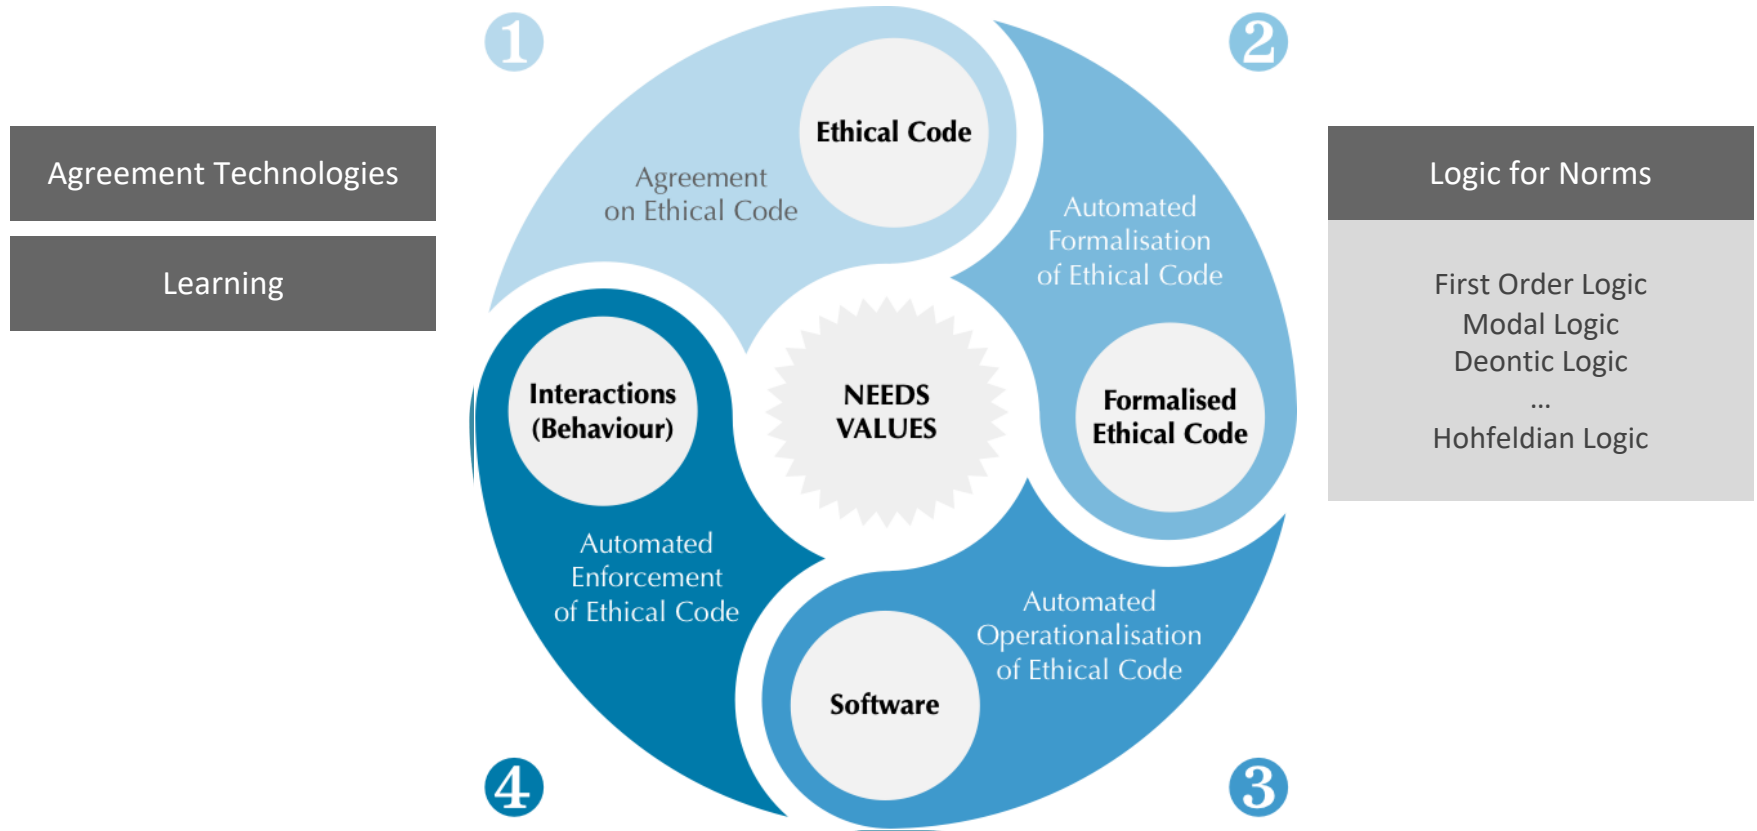 1
2
Agreement Technologies
Learning
Ethical Code
Agreement
on Ethical Code
Automated
Formalisation
of Ethical Code
Logic for Norms
First Order Logic
Modal Logic
Deontic Logic
...
Hohfeldian Logic
Interactions
(Behaviour)
NEEDS
VALUES
Formalised
Ethical Code
Automated
Enforcement
of Ethical Code
Automated
Operationalisation
of Ethical Code
Software
4
3